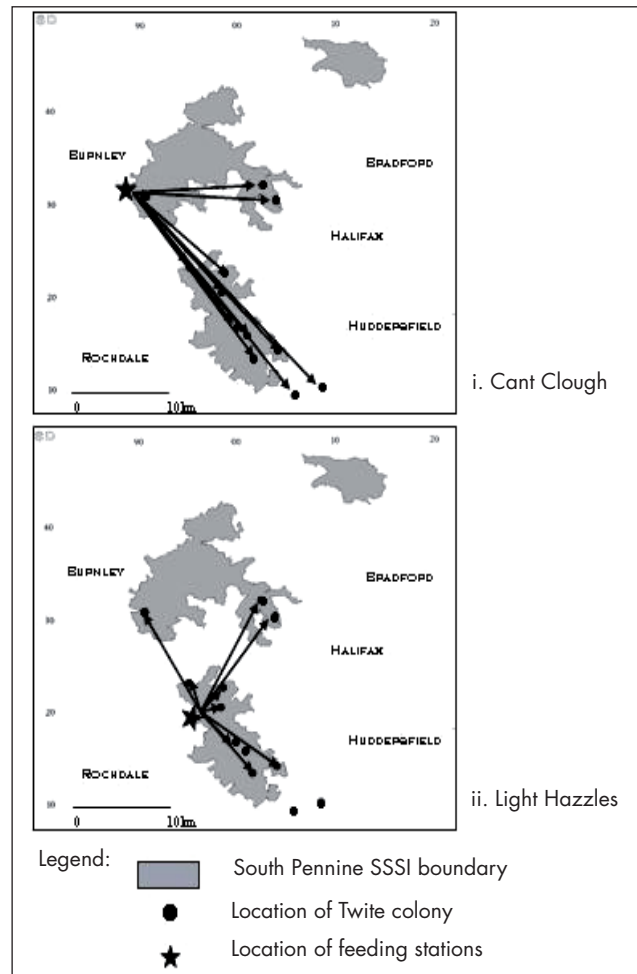 SD
90
00
10
20
40
BURNLEY
BRADFORD
30
HALIFAX
20
HUDDERSFIELD
ROCHDALE
10
0 10km
i. Cant Clough
SD
90
00
10
20
40
BURNLEY
BRADFORD
30
HALIFAX
20
HUDDERSFIELD
ROCHDALE
10
0 10km
ii. Light Hazzles
Legend:
South Pennine SSSI boundary
Location of Twite colony
Location of feeding stations